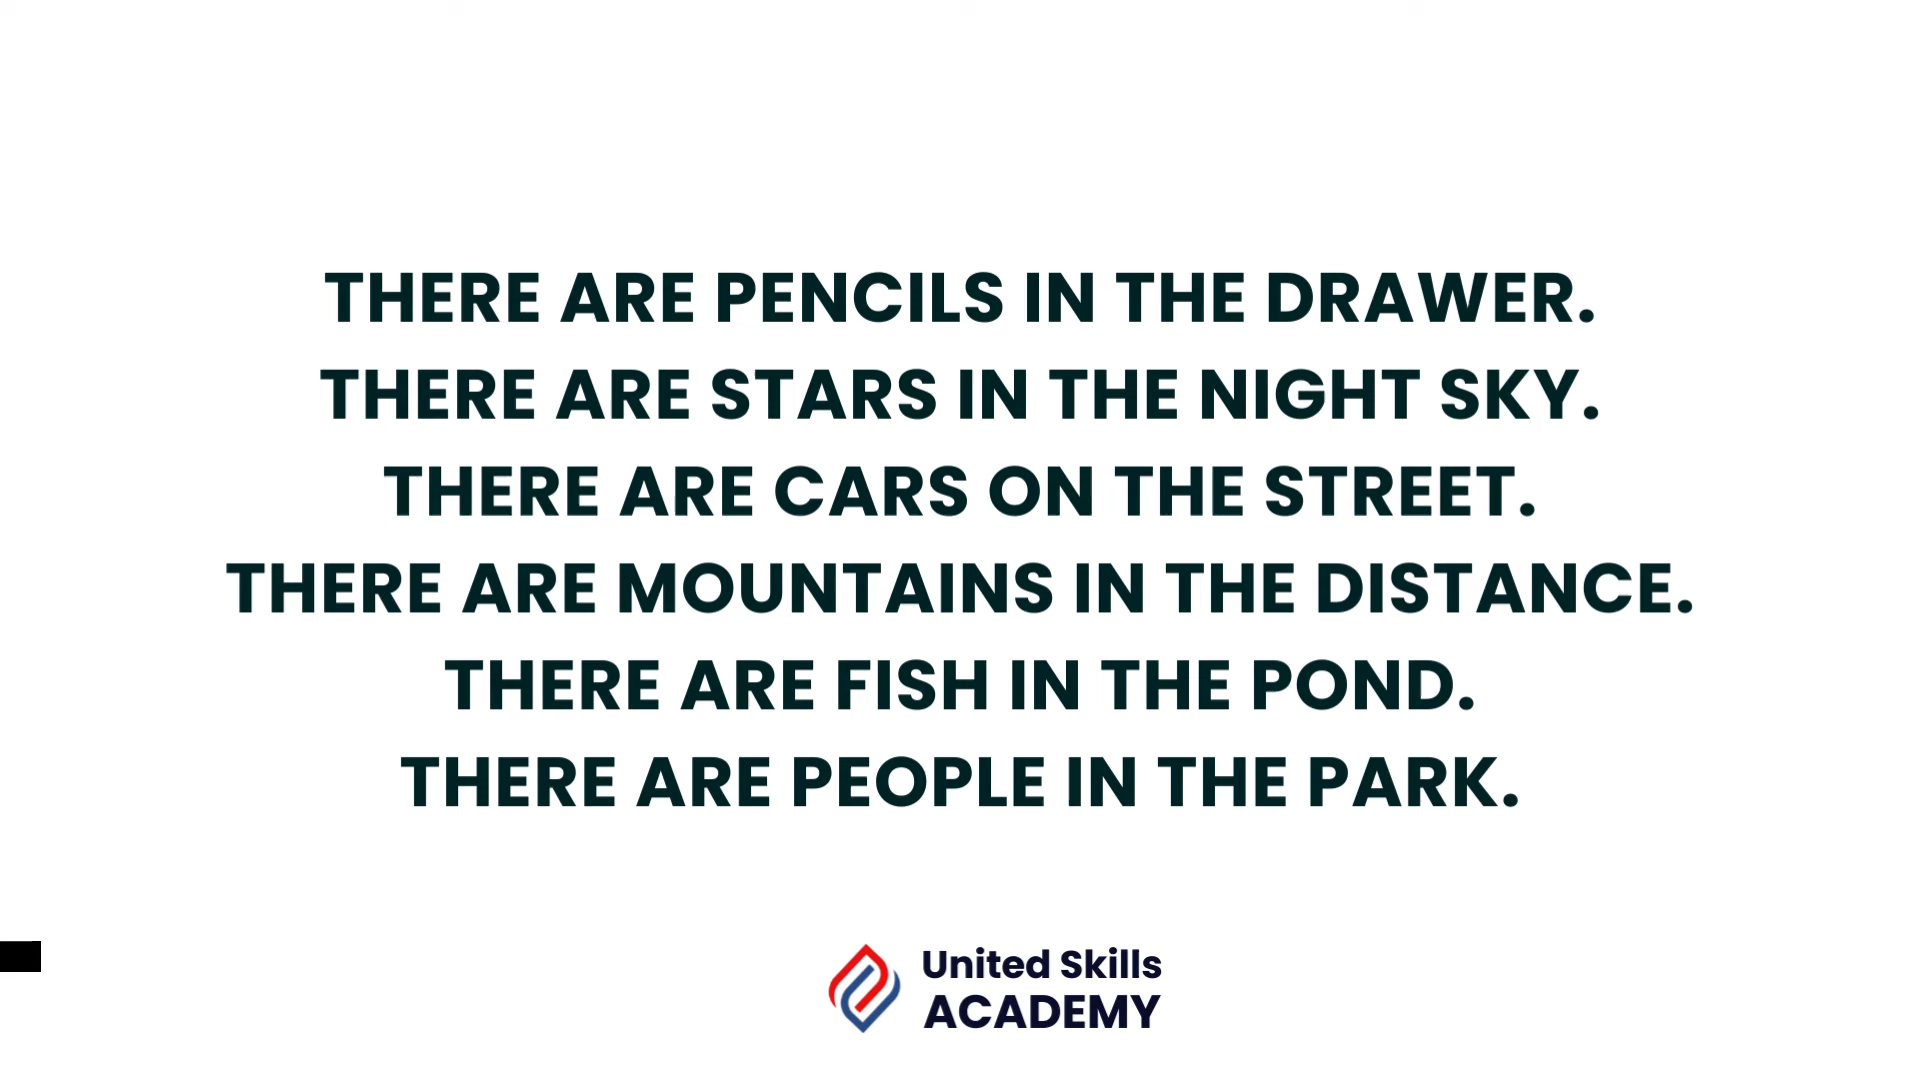 THERE ARE PENCILS IN THE DRAWER.
THERE ARE STARS IN THE NIGHT SKY.
THERE ARE CARS ON THE STREET.
THERE ARE MOUNTAINS IN THE DISTANCE.
THERE ARE FISH IN THE POND.
THERE ARE PEOPLE IN THE PARK.
United Skills
ACADEMY